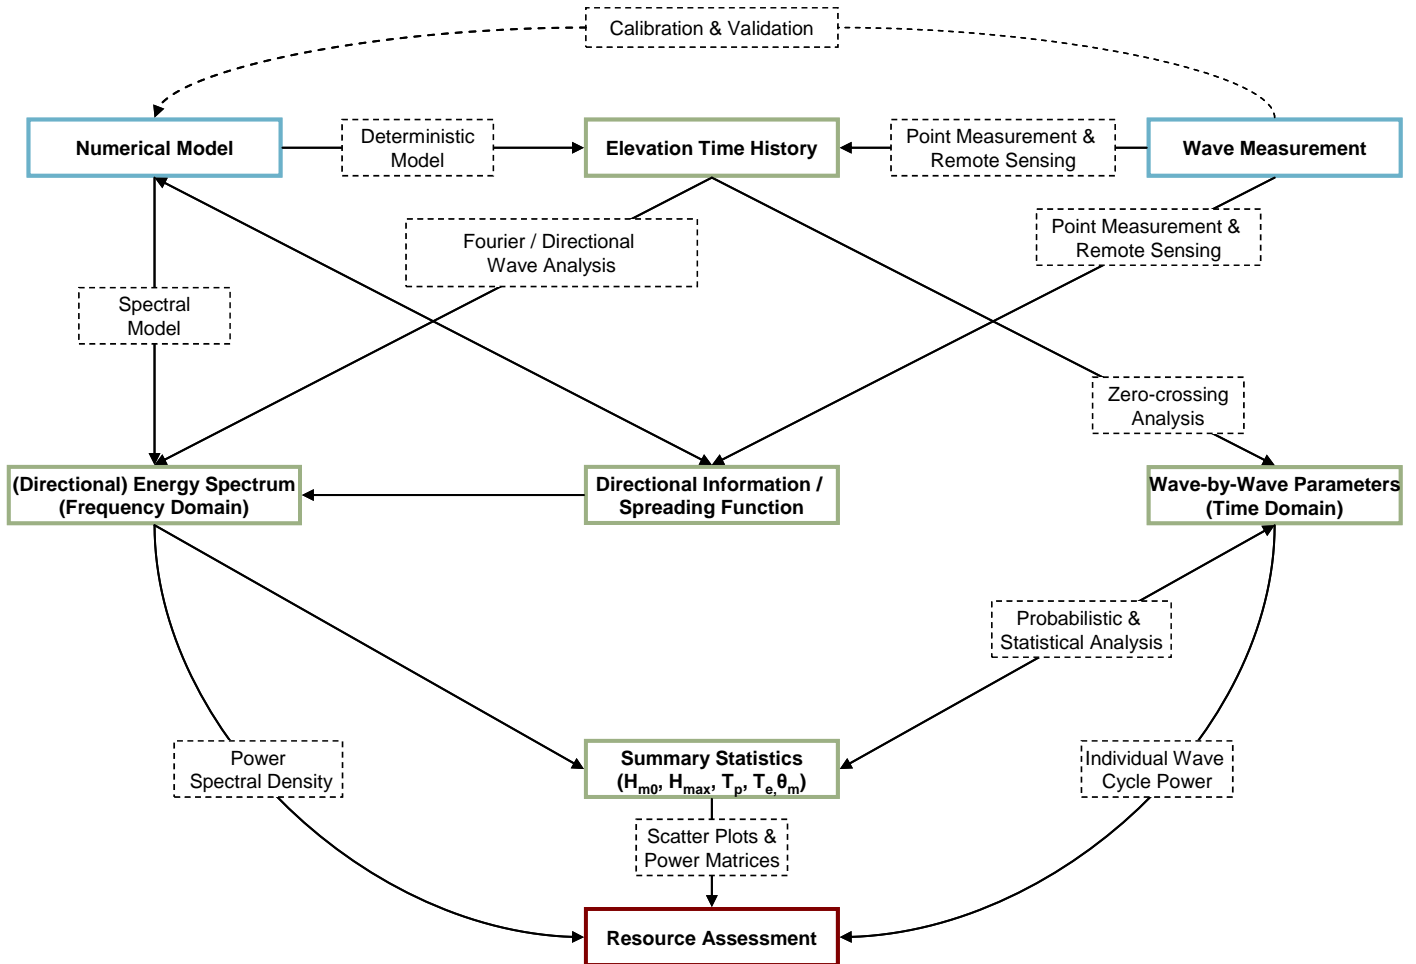 Calibration & Validation
Numerical Model
Deterministic
Model
Elevation Time History
Point Measurement &
Remote Sensing
Wave Measurement
Fourier / Directional
Wave Analysis
Point Measurement &
Remote Sensing
Spectral
Model
Zero-crossing
Analysis
(Directional) Energy Spectrum
(Frequency Domain)
Directional Information /
Spreading Function
Wave-by-Wave Parameters
(Time Domain)
Probabilistic &
Statistical Analysis
Power
Spectral Density
Summary Statistics
(Hm0, Hmax, Tp, Te,θm)
Individual Wave
Cycle Power
Scatter Plots &
Power Matrices
Resource Assessment